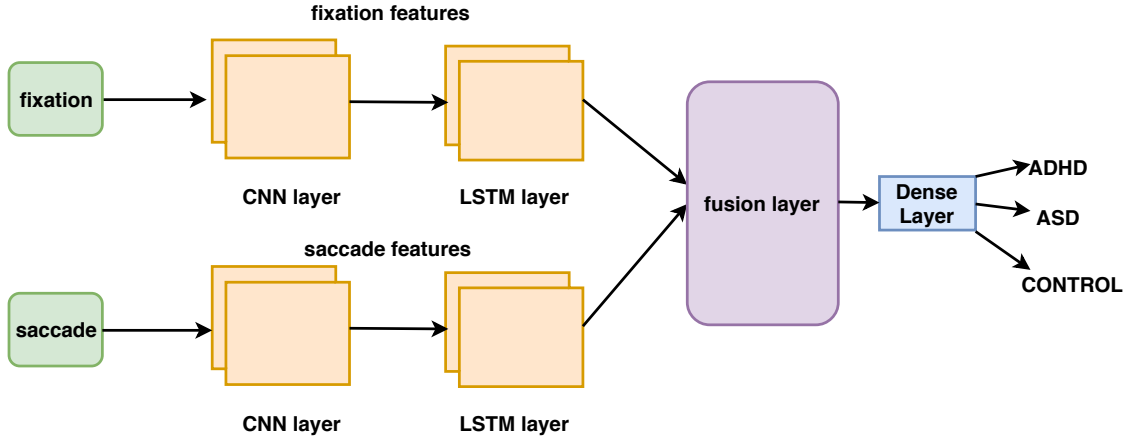 fixation features
fixation
CNN layer
LSTM layer
saccade features
saccade
CNN layer
LSTM layer
fusion layer
Dense
Layer
ADHD
ASD
CONTROL